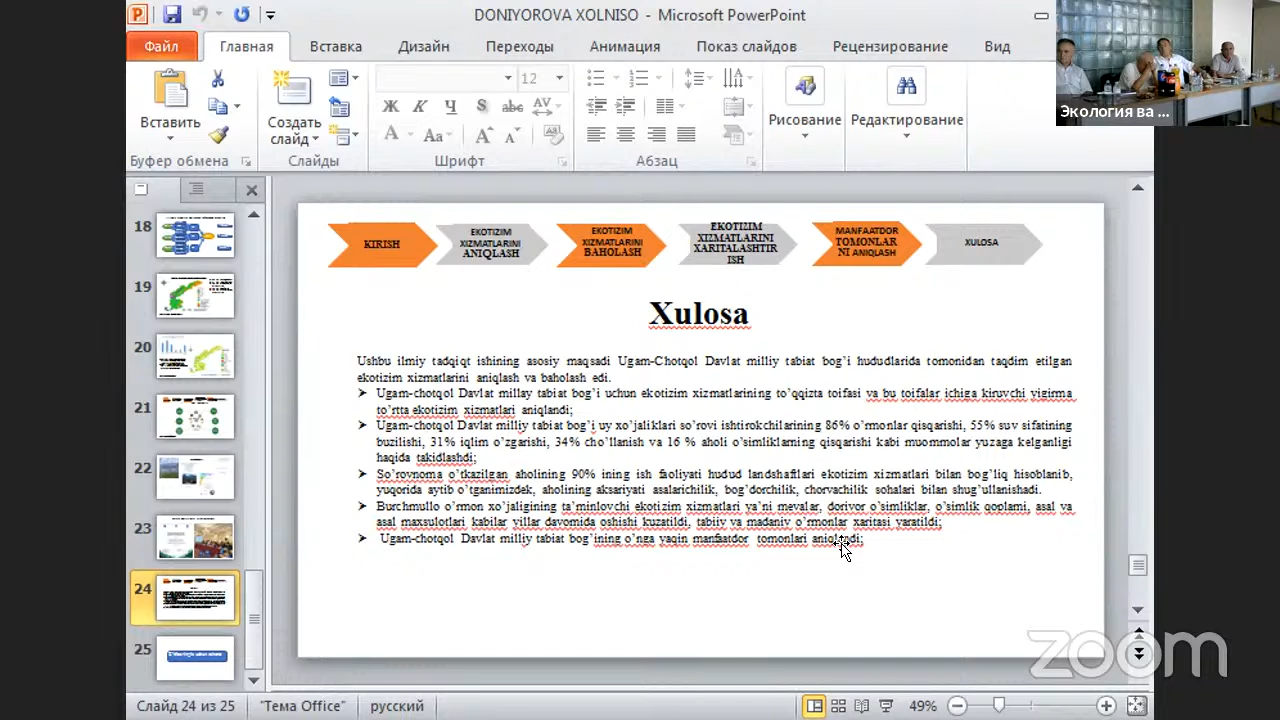 DONIYOROVA XOLNISO - Microsoft PowerPoint
Файл
Главная
Вставка
Дизайн
Переходы
Анимация
Показ слайдов
Рецензирование
Вид
Экология ва ...
Вставить
Создать
слайд
12
Рисование
Редактирование
Буфер обмена
Слайды
Шрифт
Абзац
18
19
20
21
22
23
24
25
KIRISH
EKOTIZIM
XIZMATLARINI
ANIQLASH
EKOTIZIM
XIZMATLARINI
BAHOLASH
EKOTIZIM
XIZMATLARINI
XARITALASHTIR
ISH
MANFAATDOR
TOMONLAR
NI ANIQLASH
XULOSA
Xulosa
Ushbu ilmiy tadqiqt ishining asosiy maqsadi Ugam-Chotqol Davlat milliy tabiat bog'i hududlarida tomonidan taqdim etilgan
ekotizim xizmatlarini aniqlash va baholash edi.
➢ Ugam-chotqol Davlat millay tabiat bog'i uchun ekotizim xizmatlarining to'qqizta toifasi va bu toifalar ichiga kiruvchi yigirma
to'rtta ekotizim xizmatlari aniqlandi;
➢ Ugam-chotqol Davlat milliy tabiat bog'i uy xo'jaliklari so'rovi ishtirokchilarining 86% o'rmonlar qisqarishi, 55% suv sifatining
buzilishi, 31% iqlim o'zgarishi, 34% cho'llanish va 16 % aholi o'simliklarning qisqarishi kabi muommolar yuzaga kelganligi
haqida takidlashdi;
➢ So'rovnoma o'tkazilgan aholining 90% ining ish faoliyati hudud landshaftlari ekotizim xizmatlari bilan bog'liq hisoblanib,
yuqorida aytib o'tganimizdek, aholining aksariyati asalarichilik, bog'dorchilik, chorvachilik sohalari bilan shug'ullanishadi.
➢ Burchmullo o'rmon xo'jaligining ta'minlovchi ekotizim xizmatlari ya'ni mevalar, dorivor o'simliklar, o'simlik qoplami, asal va
asal maxsulotlari kabilar yillar davomida oshishi kuzatildi, tabiiy va madaniy o'rmonlar xaritasi yaratildi;
➢ Ugam-chotqol Davlat milliy tabiat bog'ining o'nga yaqin manfaatdor tomonlari aniqlandi;
zoom
Слайд 24 из 25
"Тема Office"
русский
49%